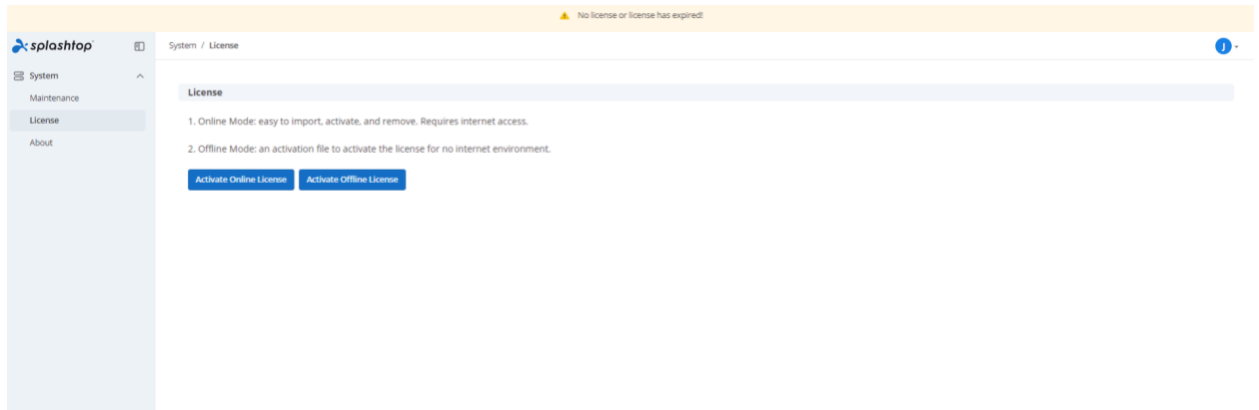 No license or license has expired!
splashtop
System / License
J
System
Maintenance
License
About
License
1. Online Mode: easy to import, activate, and remove. Requires internet access.
2. Offline Mode: an activation file to activate the license for no internet environment.
Activate Online License
Activate Offline License